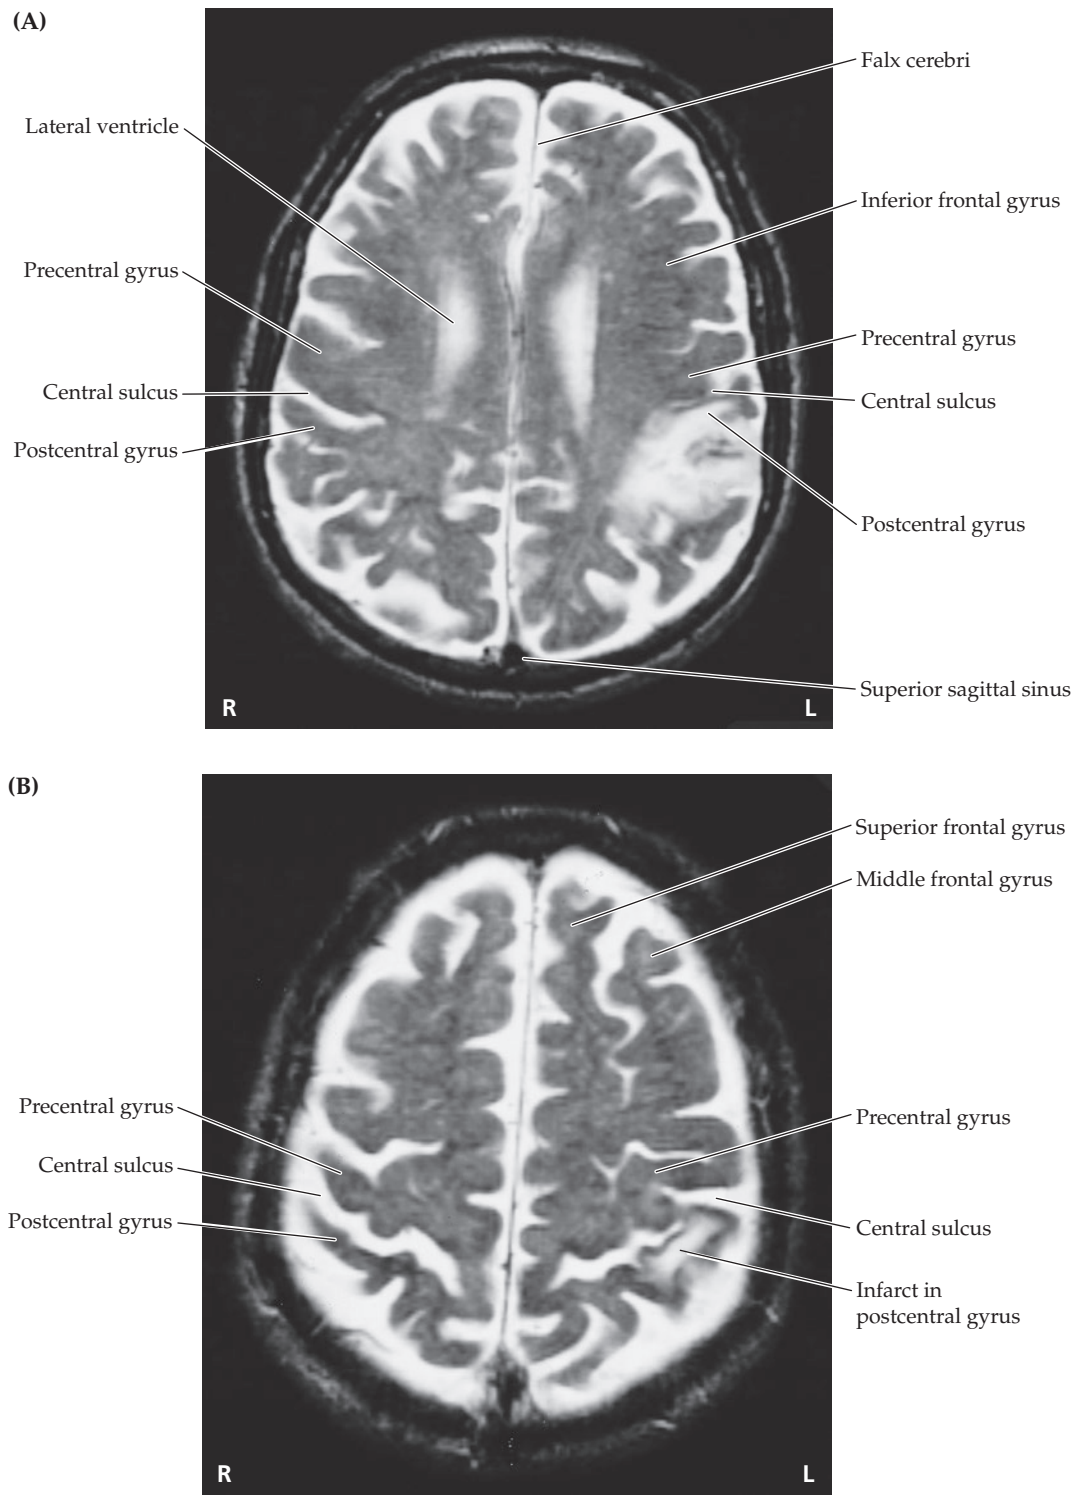 (A)
Falx cerebri
Lateral ventricle
Inferior frontal gyrus
Precentral gyrus
Precentral gyrus
Central sulcus
Central sulcus
Postcentral gyrus
Postcentral gyrus
Superior sagittal sinus
R
L
(B)
Superior frontal gyrus
Middle frontal gyrus
Precentral gyrus
Precentral gyrus
Central sulcus
Postcentral gyrus
Central sulcus
Infarct in
postcentral gyrus
R
L